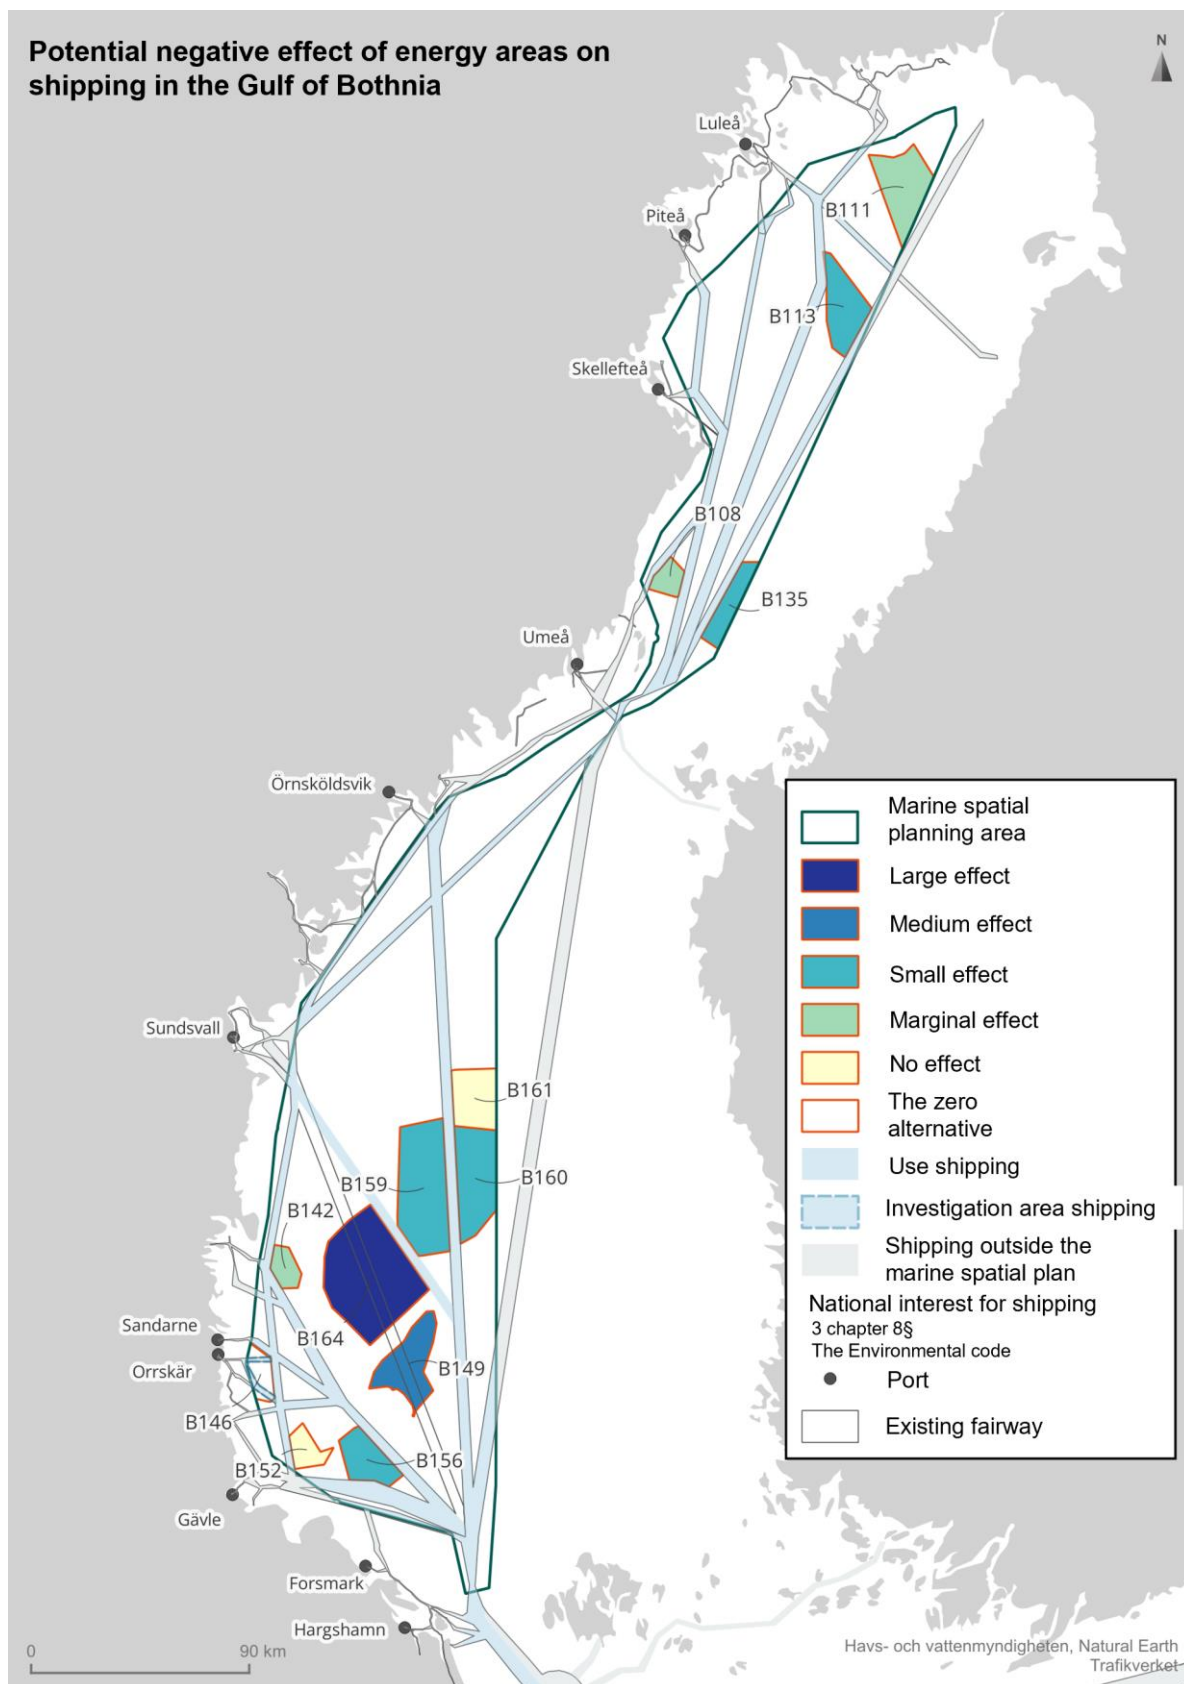 Potential negative effect of energy areas on
shipping in the Gulf of Bothnia
N
Luleå
B111
Piteå
B113
Skellefteå
B108
B135
Umeå
Örnsköldsvik
Marine spatial
planning area
Large effect
Medium effect
Small effect
Marginal effect
No effect
The zero
alternative
Use shipping
Investigation area shipping
Shipping outside the
marine spatial plan
National interest for shipping
3 chapter 8§
The Environmental code
Port
Existing fairway
Sundsvall
B161
B159
B160
B142
Sandarne
B164
Orrskär
B149
B146
B152
B156
Gävle
Forsmark
Hargshamn
0
90 km
Havs- och vattenmyndigheten, Natural Earth
Trafikverket